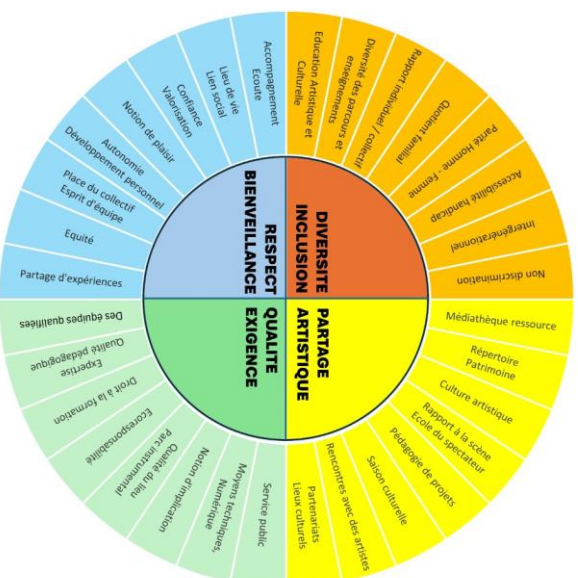 DIVERSITE
INCLUSION
Education Artistique et
Culturelle
Diversité des parcours et
enseignements
Rapport individuel / collectif
Quotient familial
Parité Homme - Femme
Accessibilité handicap
Intergénérationnel
Non discrimination
PARTAGE
ARTISTIQUE
Médiathèque ressource
Répertoire
Patrimoine
Culture artistique
Rapport à la scène
Ecole du spectateur
Pédagogie de projets
Saison culturelle
Rencontres avec des artistes
Partenariats
Lieux culturels
QUALITE
EXIGENCE
Service public
Moyens techniques,
Numérique
Notion d'implication
Qualité du lieu
Parc instrumental
Ecoresponsabilité
Droit à la formation
Expertise
Qualité pédagogique
Des équipes qualifiées
RESPECT
BIENVEILLANCE
Partage d'expériences
Equité
Place du collectif
Esprit d'équipe
Autonomie
Développement personnel
Notion de plaisir
Confiance
Valorisation
Lieu de vie
Lien social
Accompagnement
Ecoute